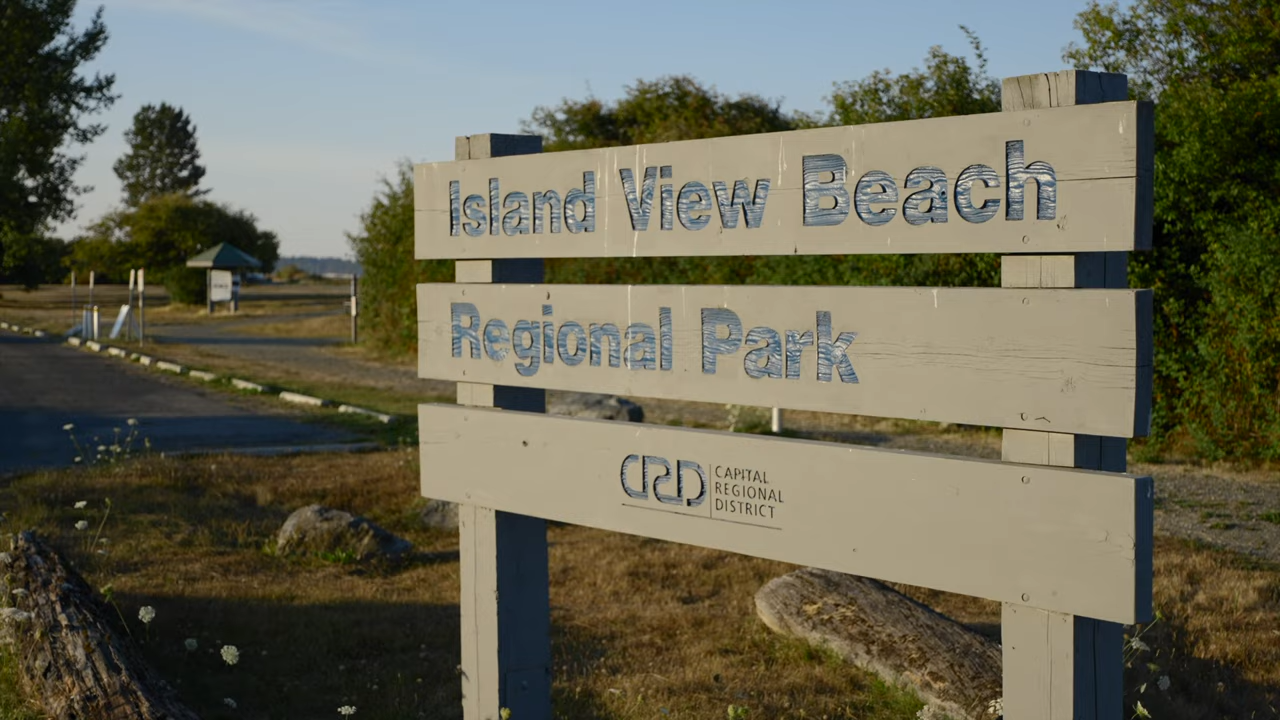 Island View Beach
Regional Park
CRD
CAPITAL
REGIONAL
DISTRICT